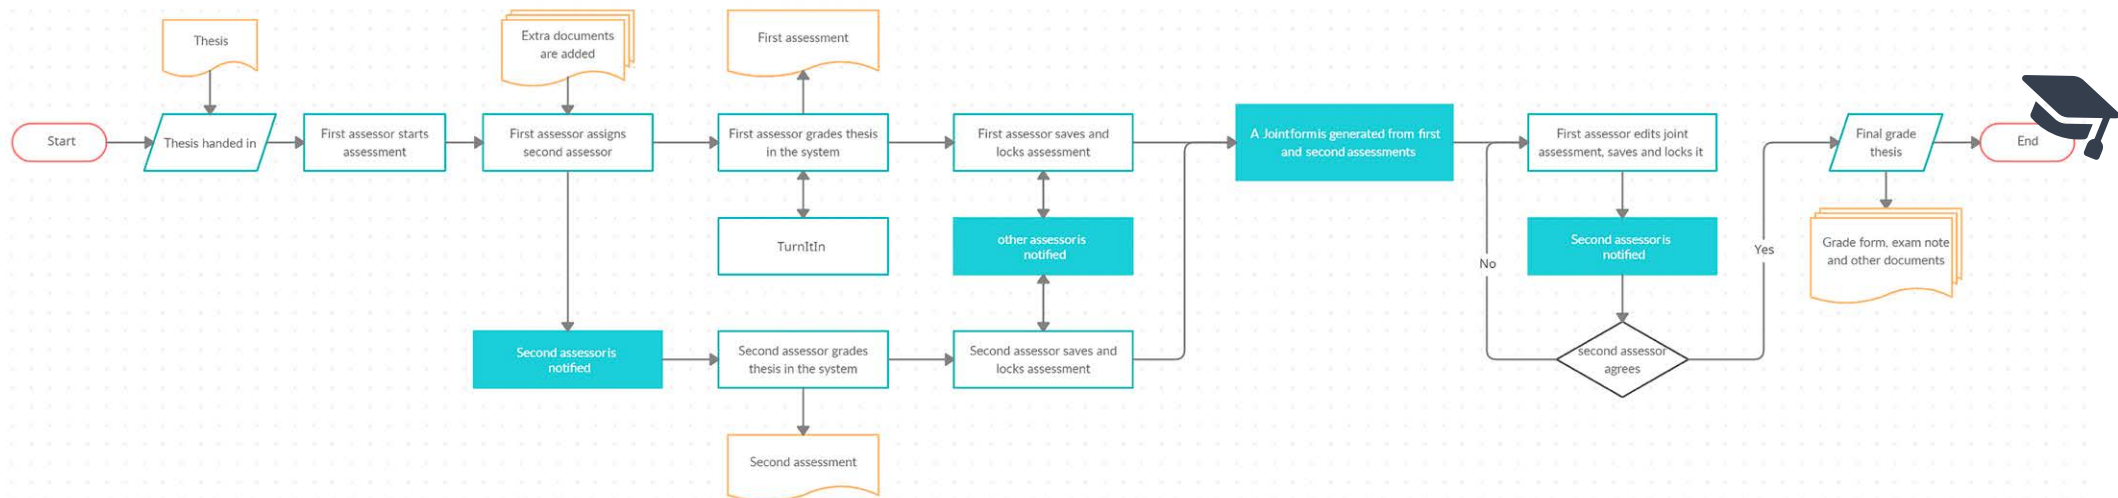 Thesis
Extra documents
are added
First assessment
Start
Thesis handed in
First assessor starts
assessment
First assessor assigns
second assessor
First assessor grades thesis
in the system
First assessor saves and
locks assessment
A Jointformis generated from first
and second assessments
First assessor edits joint
assessment, saves and locks it
Final grade
thesis
End
TurnItIn
other assessoris
notified
Second assessoris
notified
No
Yes
Grade form, exam note
and other documents
Second assessoris
notified
Second assessor grades
thesis in the system
Second assessor saves and
locks assessment
second assessor
agrees
Second assessment